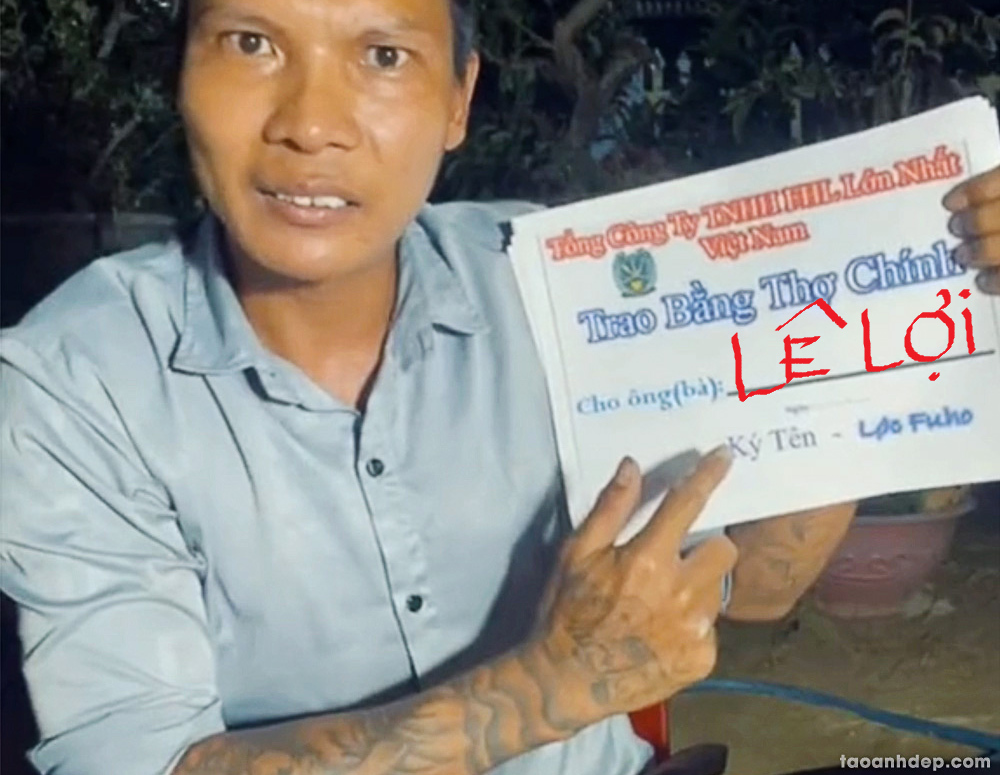 Tổng Công Ty TNHH FHL Lớn Nhất
Việt Nam
Trao Bằng Thợ Chính
Cho ông(bà): LÊ LỢI
Ký Tên - Lộc Fuho
taoanhdep.com